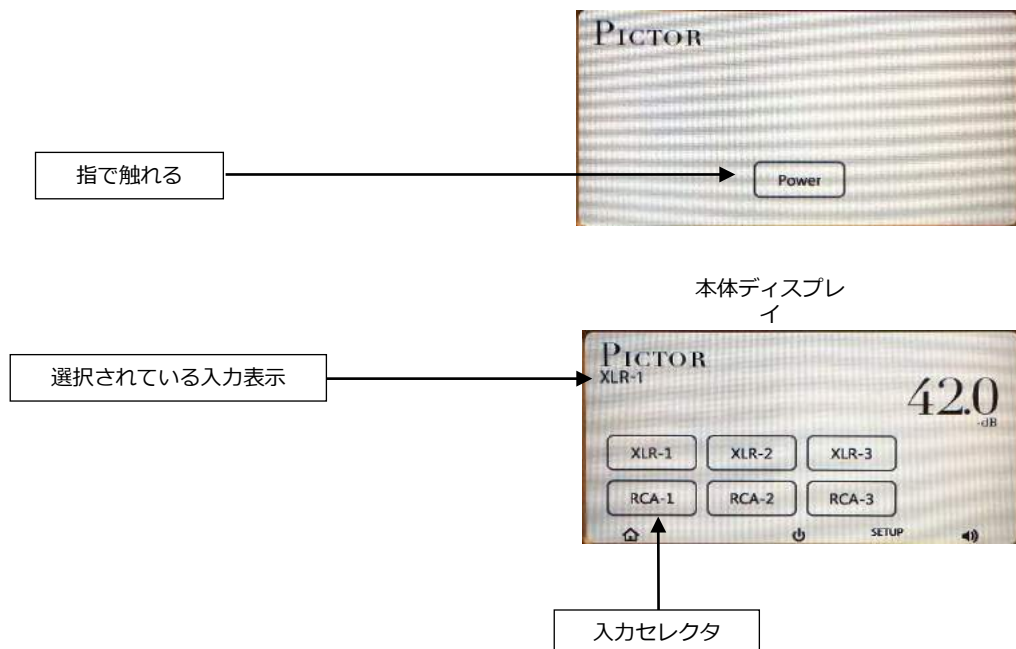 PICTOR
指で触れる
Power
本体ディスプレ
イ
PICTOR
選択されている入力表示
XLR-1
42.0
-dB
XLR-1 XLR-2 XLR-3
RCA-1 RCA-2 RCA-3
SETUP
入力セレクタ